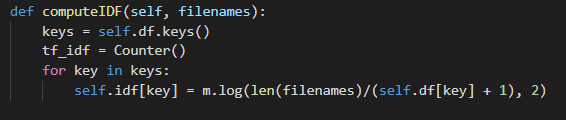 def computeIDF(self, filenames):
    keys = self.df.keys()
    tf_idf = Counter()
    for key in keys:
        self.idf[key] = m.log(len(filenames)/(self.df[key] + 1), 2)